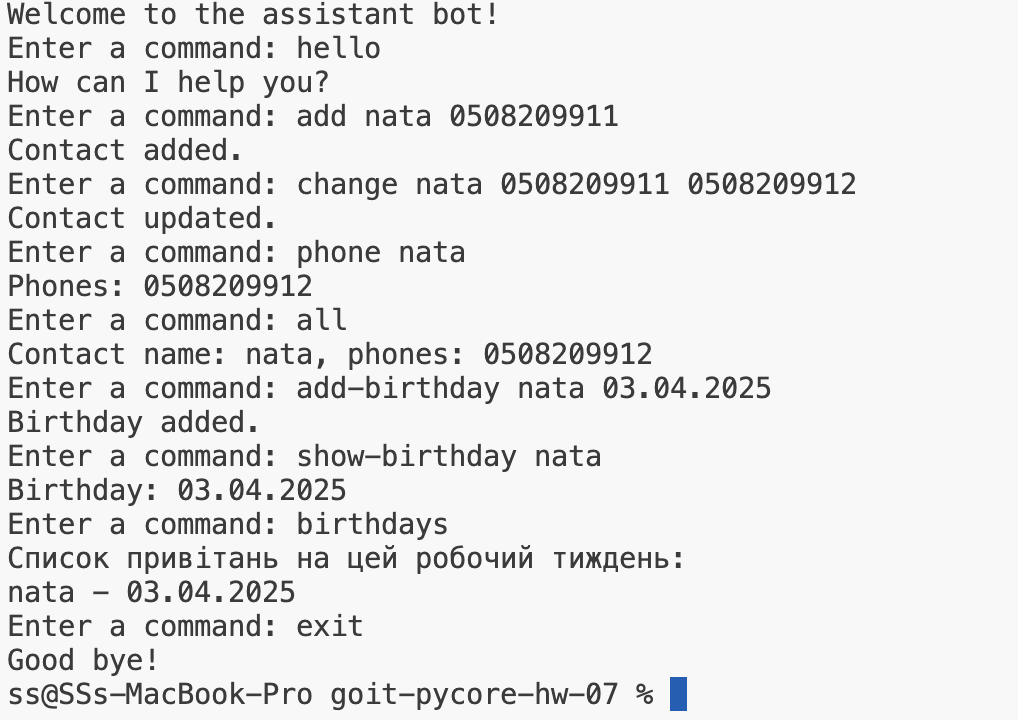 Welcome to the assistant bot!
Enter a command: hello
How can I help you?
Enter a command: add nata 0508209911
Contact added.
Enter a command: change nata 0508209911 0508209912
Contact updated.
Enter a command: phone nata
Phones: 0508209912
Enter a command: all
Contact name: nata, phones: 0508209912
Enter a command: add-birthday nata 03.04.2025
Birthday added.
Enter a command: show-birthday nata
Birthday: 03.04.2025
Enter a command: birthdays
Список привітань на цей робочий тиждень:
nata - 03.04.2025
Enter a command: exit
Good bye!
ss@SSs-MacBook-Pro goit-pycore-hw-07 %